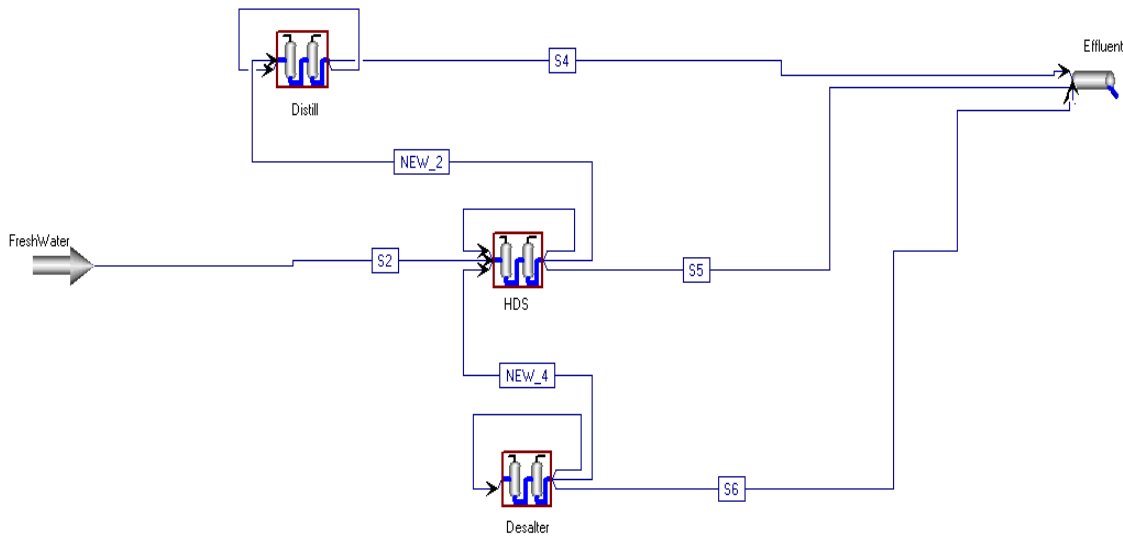 Effluent
S4
Distill
NEW_2
FreshWater
S2
S5
HDS
NEW_4
S6
Desalter